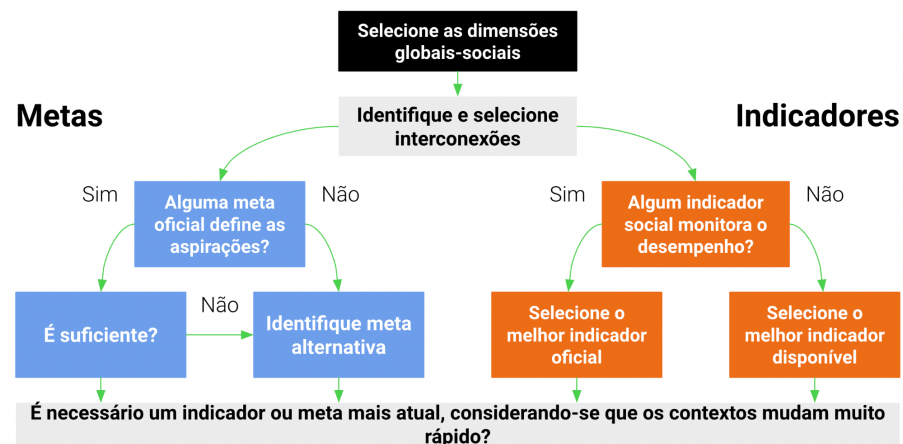 Selecione as dimensões
globais-sociais
Metas
Indicadores
Identifique e selecione
interconexões
Sim
Alguma meta
oficial define as
aspirações?
Não
Sim
Algum indicador
social monitora o
desempenho?
Não
É suficiente?
Não
Identifique meta
alternativa
Selecione o
melhor indicador
oficial
Selecione o
melhor indicador
disponível
É necessário um indicador ou meta mais atual, considerando-se que os contextos mudam muito
rápido?